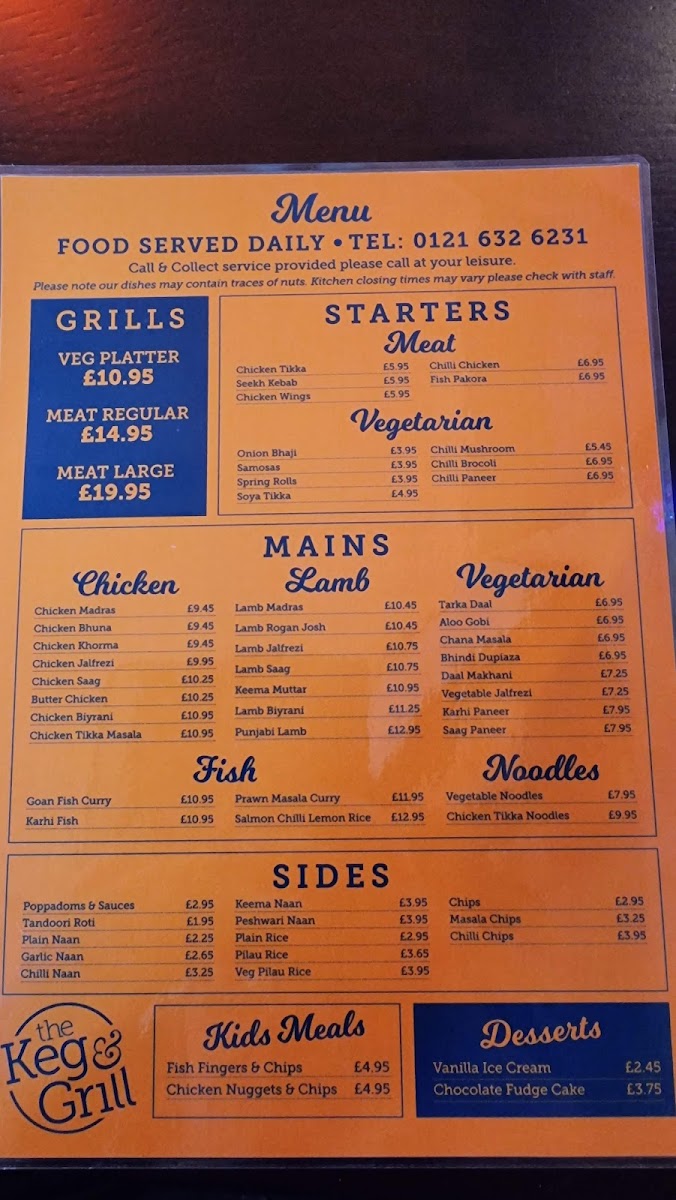 Menu
FOOD SERVED DAILY • TEL: 0121 632 6231
Call & Collect service provided please call at your leisure.
Please note our dishes may contain traces of nuts. Kitchen closing times may vary please check with staff.
GRILLS
VEG PLATTER
£10.95
MEAT REGULAR
£14.95
MEAT LARGE
£19.95
STARTERS
Meat
Chicken Tikka £5.95
Seekh Kebab £5.95
Chicken Wings £5.95
Chilli Chicken £6.95
Fish Pakora £6.95
Vegetarian
Onion Bhaji £3.95
Samosas £3.95
Spring Rolls £3.95
Soya Tikka £4.95
Chilli Mushroom £5.45
Chilli Brocoli £6.95
Chilli Paneer £6.95
MAINS
Chicken
Chicken Madras £9.45
Chicken Bhuna £9.45
Chicken Khorma £9.45
Chicken Jalfrezi £9.95
Chicken Saag £10.25
Butter Chicken £10.25
Chicken Biyrani £10.95
Chicken Tikka Masala £10.95
Lamb
Lamb Madras £10.45
Lamb Rogan Josh £10.45
Lamb Jalfrezi £10.75
Lamb Saag £10.75
Keema Muttar £10.95
Lamb Biyrani £11.25
Punjabi Lamb £12.95
Vegetarian
Tarka Daal £6.95
Aloo Gobi £6.95
Chana Masala £6.95
Bhindi Dupiaza £6.95
Daal Makhani £7.25
Vegetable Jalfrezi £7.25
Karhi Paneer £7.95
Saag Paneer £7.95
Fish
Goan Fish Curry £10.95
Karhi Fish £10.95
Prawn Masala Curry £11.95
Salmon Chilli Lemon Rice £12.95
Noodles
Vegetable Noodles £7.95
Chicken Tikka Noodles £9.95
SIDES
Poppadoms & Sauces £2.95
Tandoori Roti £1.95
Plain Naan £2.25
Garlic Naan £2.65
Chilli Naan £3.25
Keema Naan £3.95
Peshwari Naan £3.95
Plain Rice £2.95
Pilau Rice £3.65
Veg Pilau Rice £3.95
Chips £2.95
Masala Chips £3.25
Chilli Chips £3.95
the
Keg &
Grill
Kids Meals
Fish Fingers & Chips £4.95
Chicken Nuggets & Chips £4.95
Desserts
Vanilla Ice Cream £2.45
Chocolate Fudge Cake £3.75